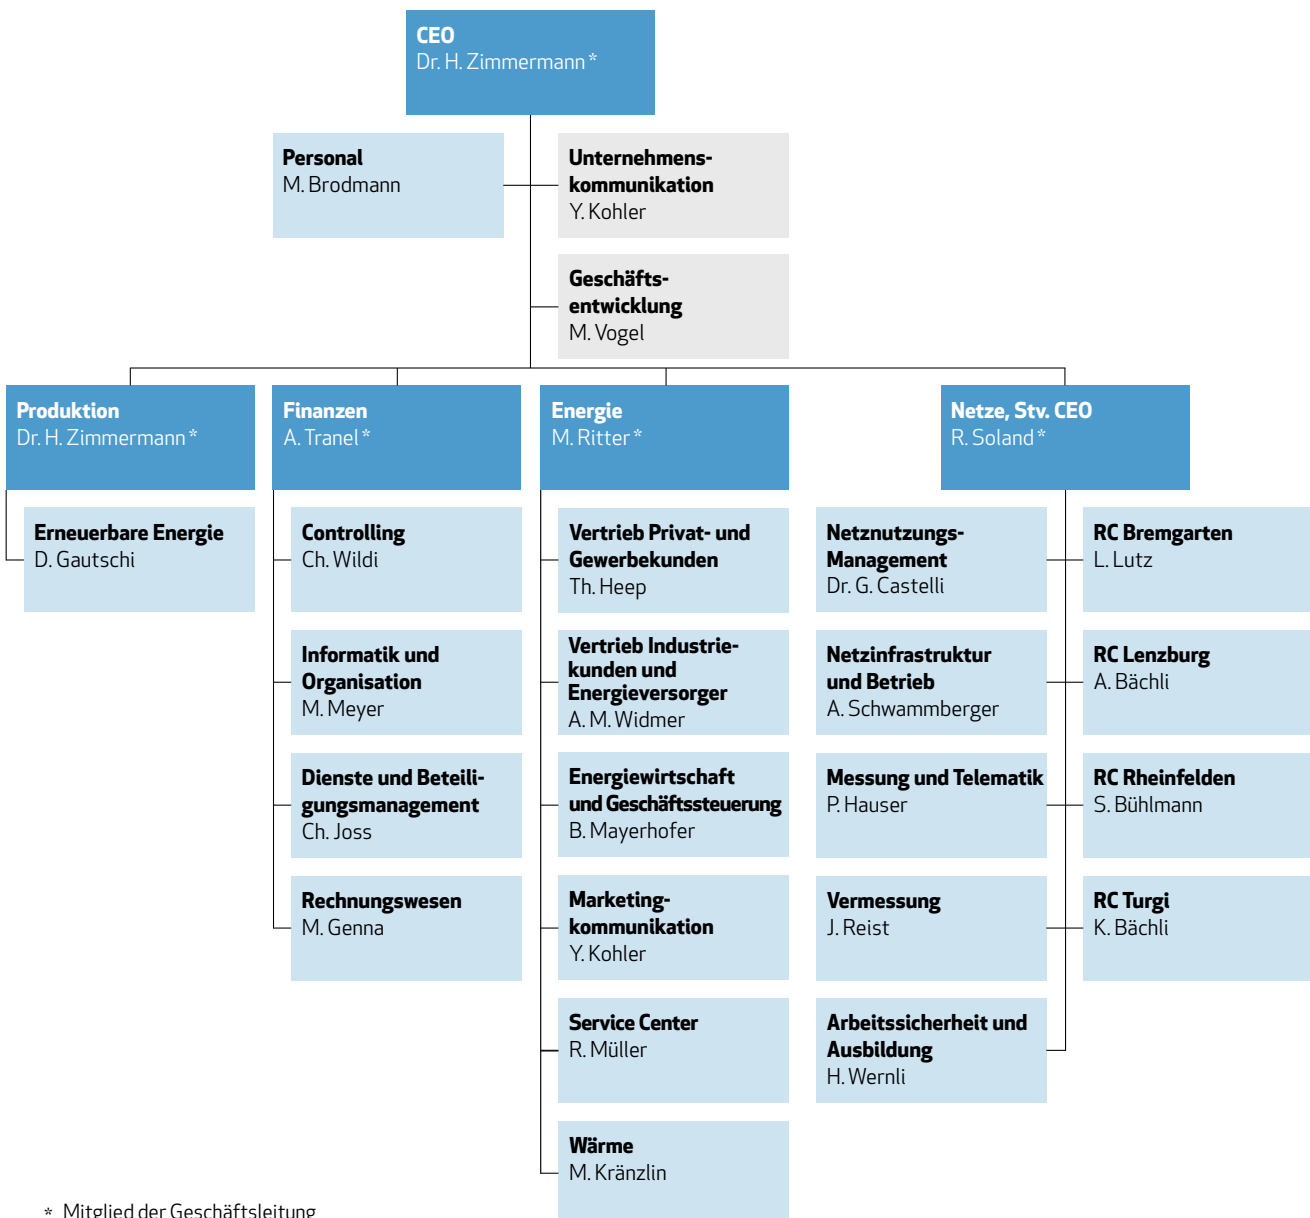 CEO
Dr. H. Zimmermann *
Personal
M. Brodmann
Unternehmens-
kommunikation
Y. Kohler
Geschäfts-
entwicklung
M. Vogel
Produktion
Dr. H. Zimmermann *
Erneuerbare Energie
D. Gautschi
Finanzen
A. Tranel *
Controlling
Ch. Wildi
Informatik und
Organisation
M. Meyer
Dienste und Beteili-
gungsmanagement
Ch. Joss
Rechnungswesen
M. Genna
Energie
M. Ritter *
Vertrieb Privat- und
Gewerbekunden
Th. Heep
Vertrieb Industrie-
kunden und
Energieversorger
A. M. Widmer
Energiewirtschaft
und Geschäftssteuerung
B. Mayerhofer
Marketing-
kommunikation
Y. Kohler
Service Center
R. Müller
Wärme
M. Kränzlin
Netze, Stv. CEO
R. Soland *
Netznutzungs-
Management
Dr. G. Castelli
Netzinfrastruktur
und Betrieb
A. Schwammberger
Messung und Telematik
P. Hauser
Vermessung
J. Reist
Arbeitssicherheit und
Ausbildung
H. Wernli
RC Bremgarten
L. Lutz
RC Lenzburg
A. Bächli
RC Rheinfelden
S. Bühlmann
RC Turgi
K. Bächli
* Mitglied der Geschäftsleitung